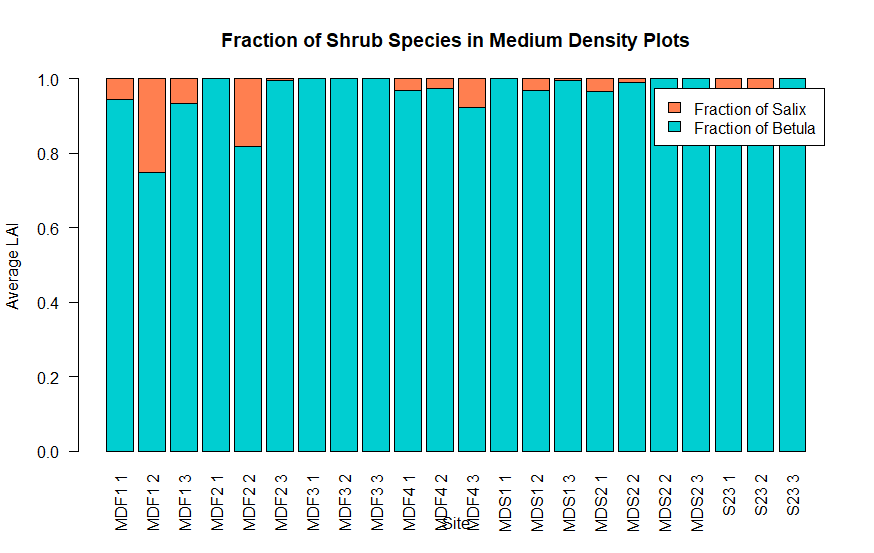 Fraction of Shrub Species in Medium Density Plots
Fraction of Salix
Fraction of Betula
Average LAI
1.0
0.8
0.6
0.4
0.2
0.0
MDF1 1
MDF1 2
MDF1 3
MDF2 1
MDF2 2
MDF2 3
MDF3 1
MDF3 2
MDF3 3
MDF4 1
MDF4 2
MDF4 3
MDS1 1
MDS1 2
MDS1 3
MDS2 1
MDS2 2
MDS2 2
MDS2 3
S23 1
S23 2
S23 3
Site